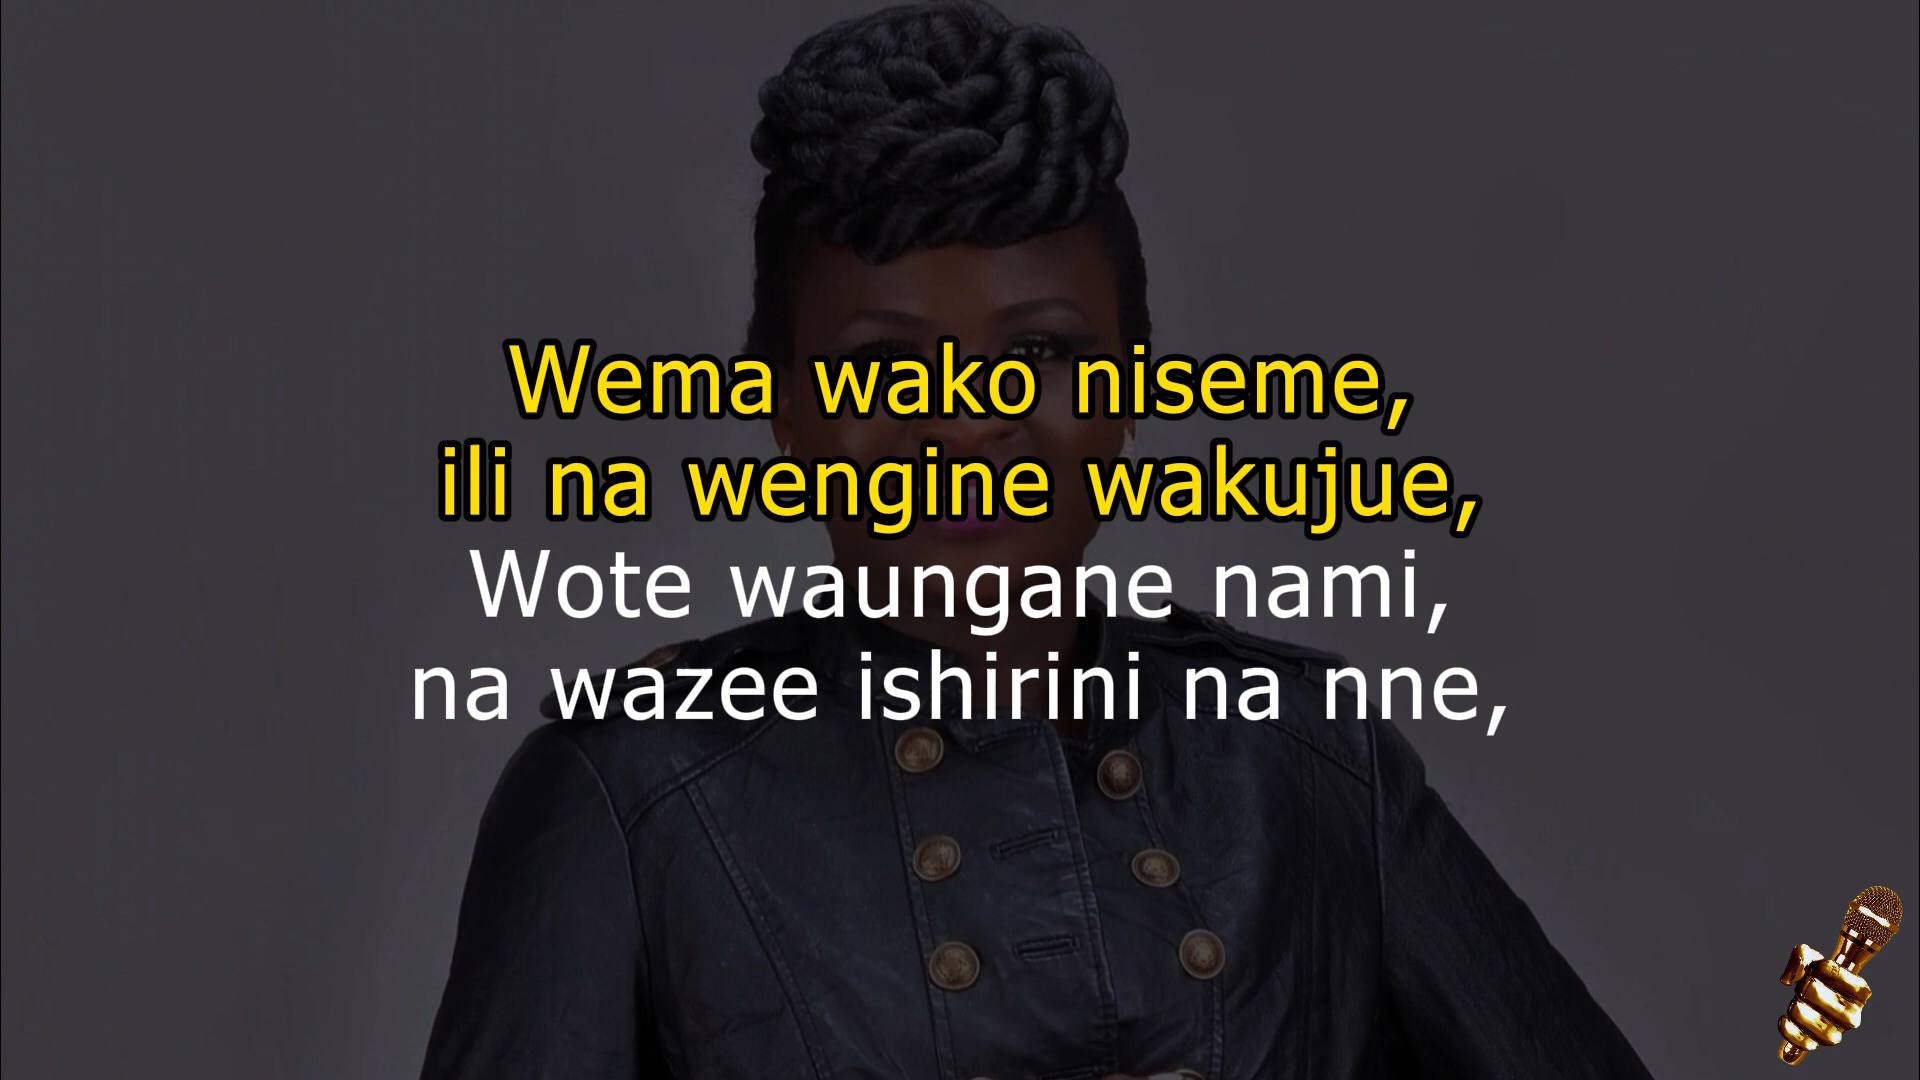 Wema wako niseme,
ili na wengine wakujue,
Wote waungane nami,
na wazee ishirini na nne,